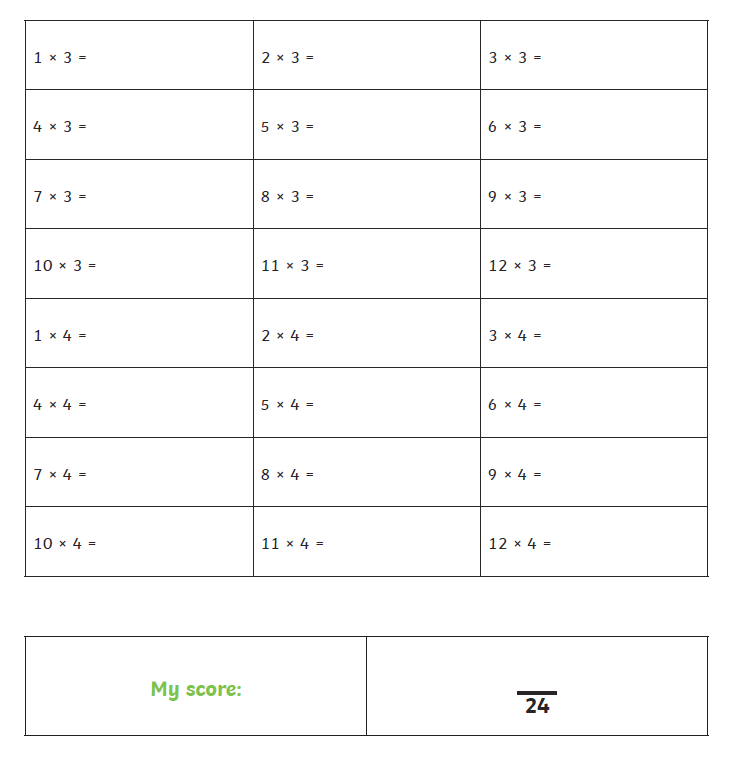 1 × 3 =
2 × 3 =
3 × 3 =
4 × 3 =
5 × 3 =
6 × 3 =
7 × 3 =
8 × 3 =
9 × 3 =
10 × 3 =
11 × 3 =
12 × 3 =
1 × 4 =
2 × 4 =
3 × 4 =
4 × 4 =
5 × 4 =
6 × 4 =
7 × 4 =
8 × 4 =
9 × 4 =
10 × 4 =
11 × 4 =
12 × 4 =
My score:
24